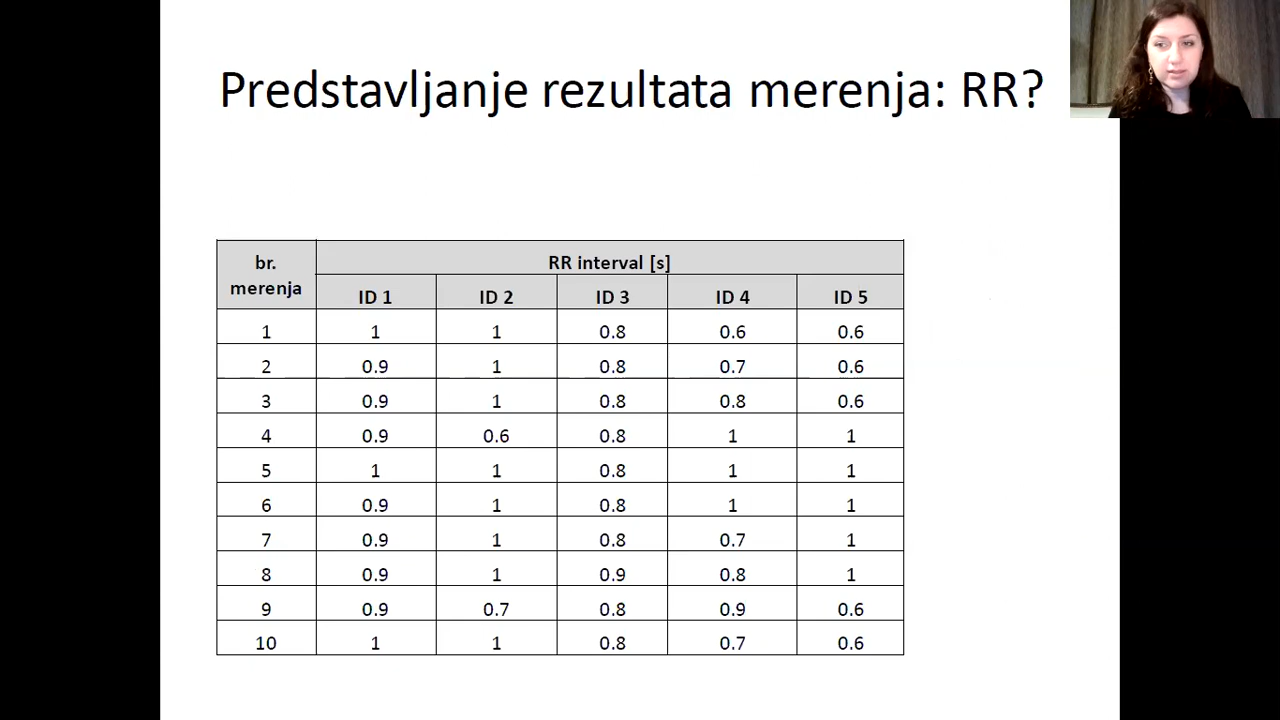 Predstavljanje rezultata merenja: RR?
br. merenja RR interval [s]
ID 1 ID 2 ID 3 ID 4 ID 5
1 1 1 0.8 0.6 0.6
2 0.9 1 0.8 0.7 0.6
3 0.9 1 0.8 0.8 0.6
4 0.9 0.6 0.8 1 1
5 1 1 0.8 1 1
6 0.9 1 0.8 1 1
7 0.9 1 0.8 0.7 1
8 0.9 1 0.9 0.8 1
9 0.9 0.7 0.8 0.9 0.6
10 1 1 0.8 0.7 0.6